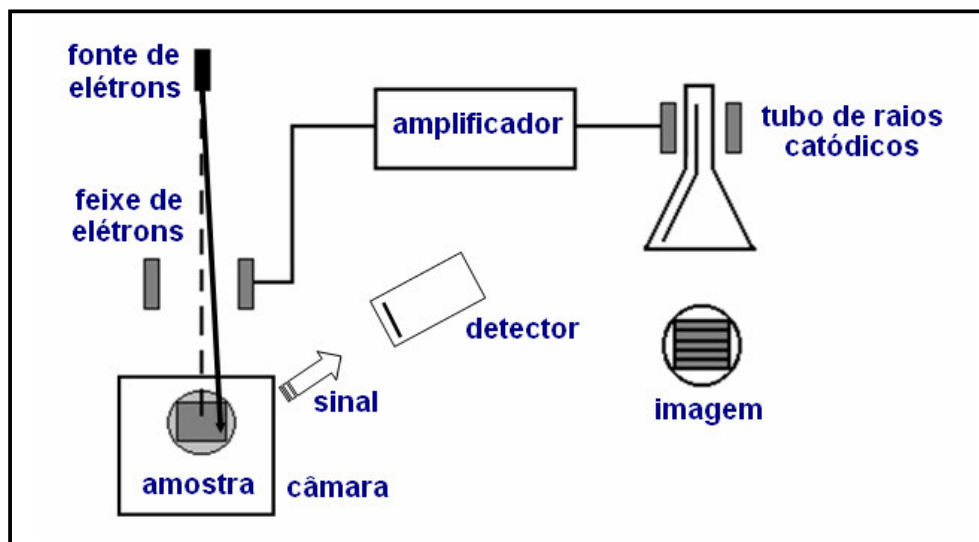 fonte de
elétrons
amplificador
tubo de raios
catódicos
feixe de
elétrons
detector
sinal
imagem
amostra
câmara